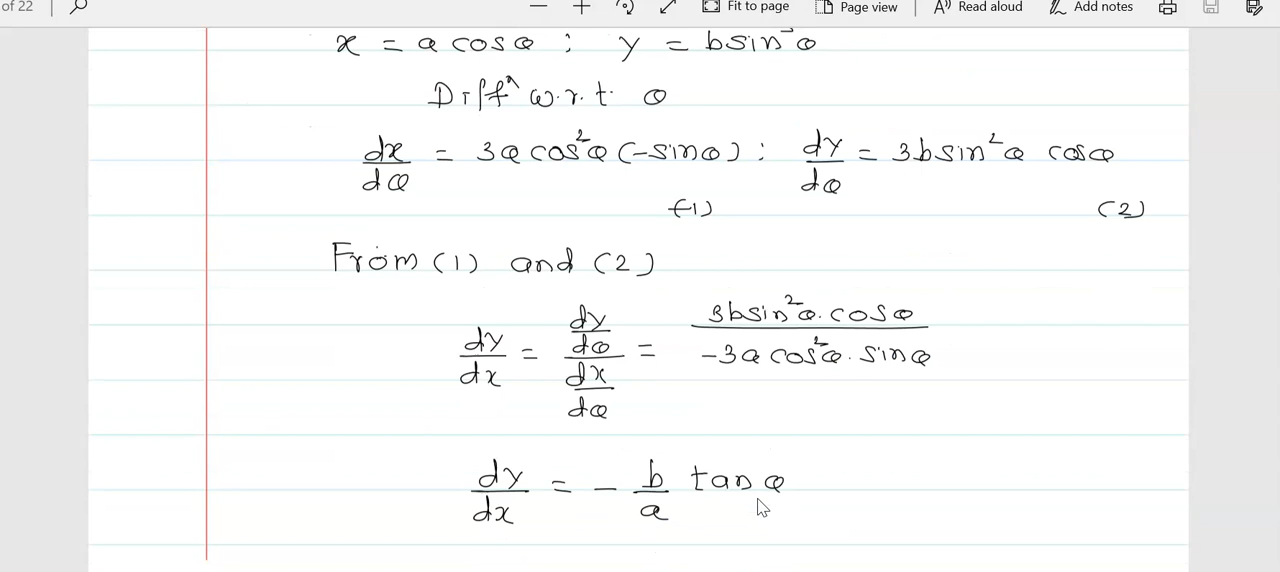 of 22 Fit to page Page view Read aloud Add notes
x = a cosθ ; y = b sin θ
Diffⁿ w.r.t. θ
dx/dθ = 3a cos²θ (-sinθ) ; dy/dθ = 3b sin²θ cosθ
(1) (2)
From (1) and (2)
dy/dx = (dy/dθ)/(dx/dθ) = 3b sin²θ. cosθ / -3a cos²θ. sinθ
dy/dx = - b/a tanθ